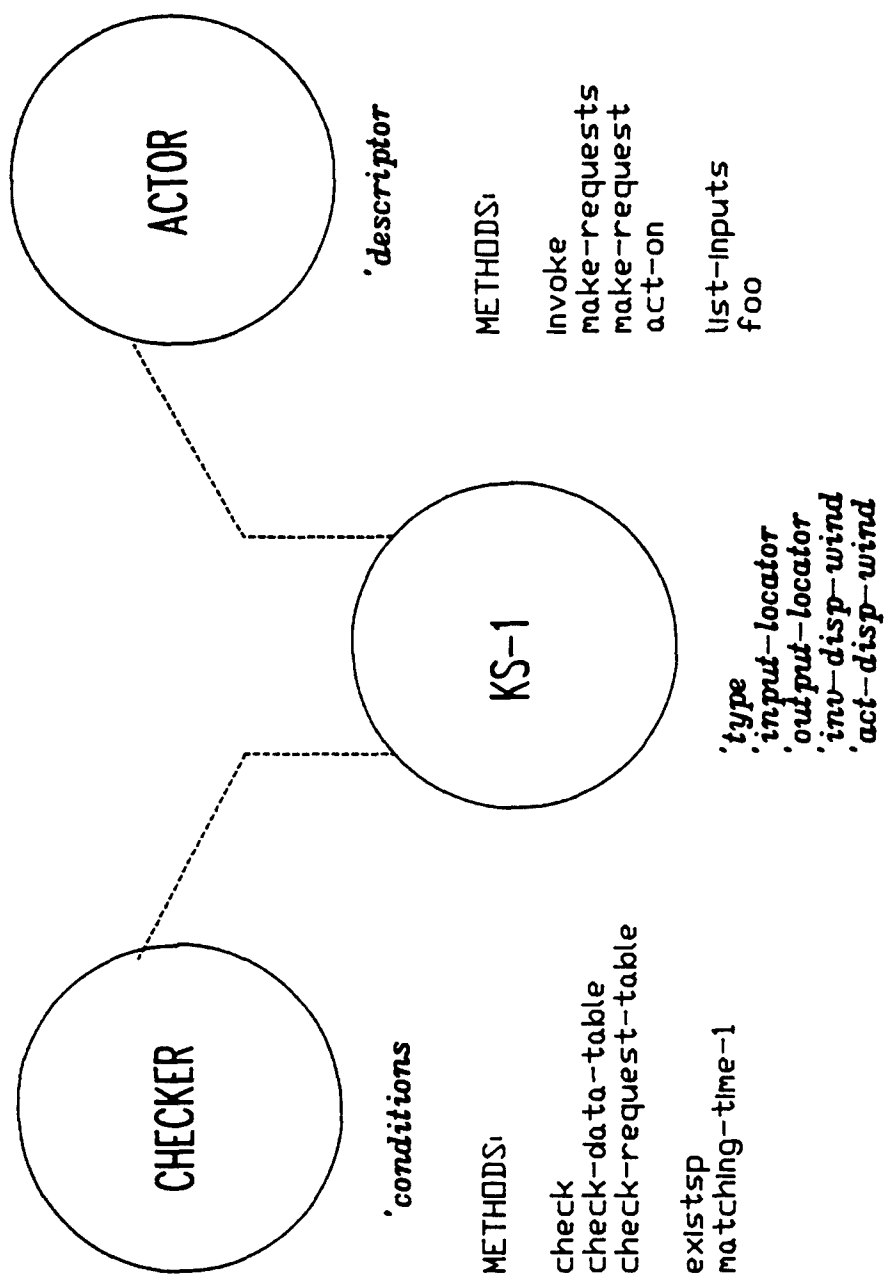 CHECKER
'conditions
METHODS:
check
check-data-table
check-request-table
existsp
matching-time-1
KS-1
'type
'input-locator
'output-locator
'inv-disp-wind
'act-disp-wind
ACTOR
'descriptor
METHODS:
invoke
make-requests
make-request
act-on
list-inputs
foo